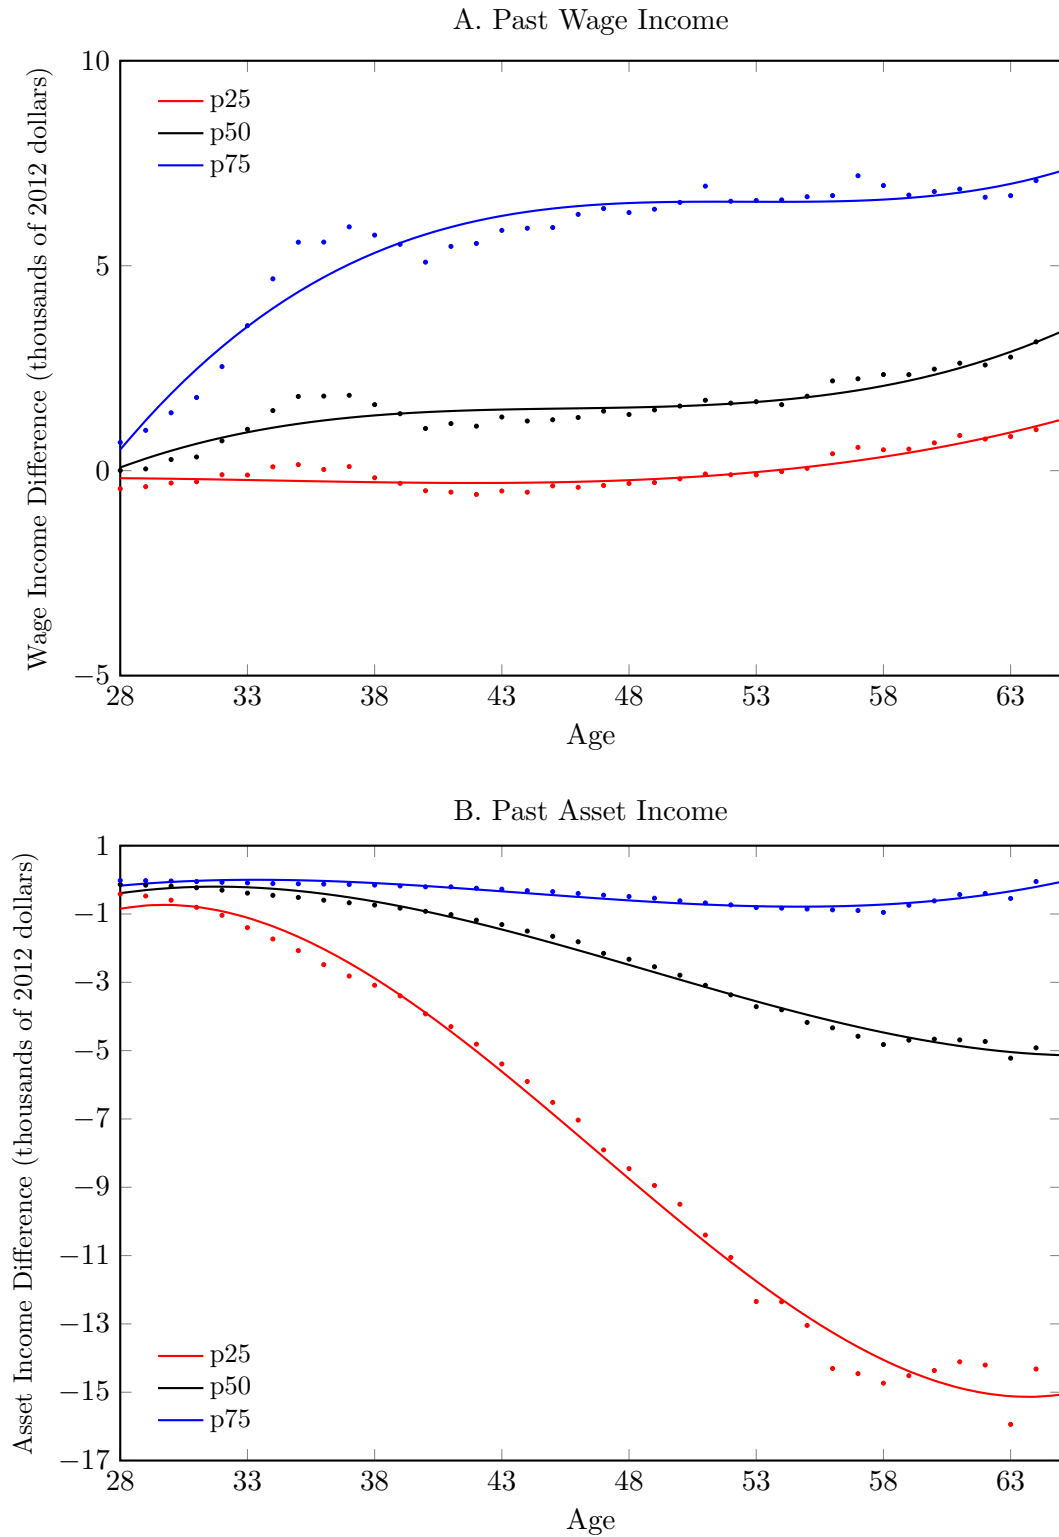 A. Past Wage Income
Wage Income Difference (thousands of 2012 dollars)
10
5
0
−5
p25
p50
p75
28 33 38 43 48 53 58 63
Age
B. Past Asset Income
Asset Income Difference (thousands of 2012 dollars)
1
−1
−3
−5
−7
−9
−11
−13
−15
−17
p25
p50
p75
28 33 38 43 48 53 58 63
Age